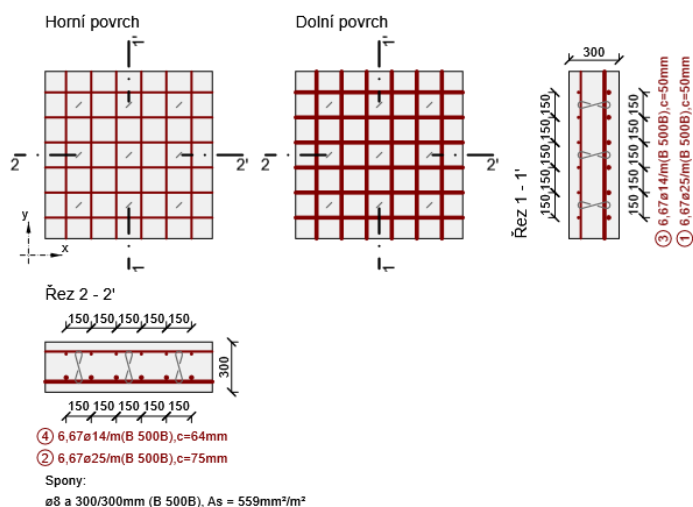 Horní povrch
Dolní povrch
1
1
300
2
2'
2
2'
y
x
1
1
150 150 150 150 150
150 150 150 150 150
Řez 1 - 1'
③ 6,67ø14/m(B 500B),c=50mm
① 6,67ø25/m(B 500B),c=50mm
Řez 2 - 2'
150 150 150 150 150
300
150 150 150 150 150
④ 6,67ø14/m(B 500B),c=64mm
② 6,67ø25/m(B 500B),c=75mm
Spony:
ø8 a 300/300mm (B 500B), As = 559mm²/m²